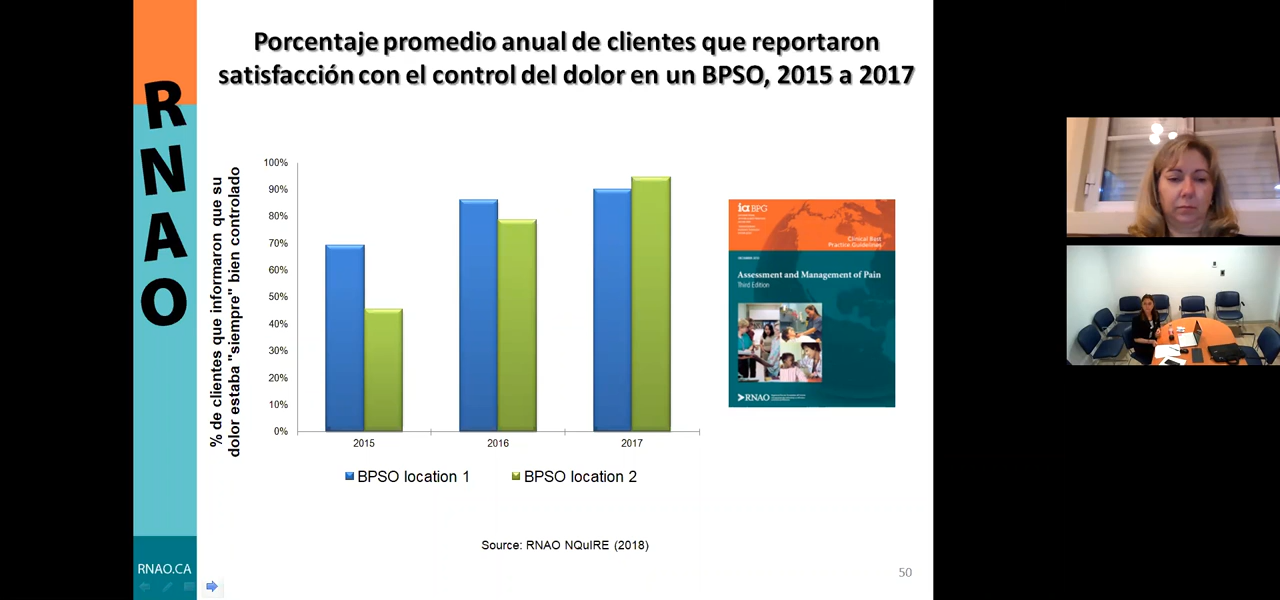 Porcentaje promedio anual de clientes que reportaron
satisfacción con el control del dolor en un BPSO, 2015 a 2017
RNAO
% de clientes que informaron que su
dolor estaba "siempre" bien controlado
100%
90%
80%
70%
60%
50%
40%
30%
20%
10%
0%
2015
2016
2017
BPSO location 1
BPSO location 2
ia BPG
Clinical Best
Practice Guidelines
Assessment and Management of Pain
Third Edition
RNAO
Source: RNAO NQuIRE (2018)
RNAO.CA
50